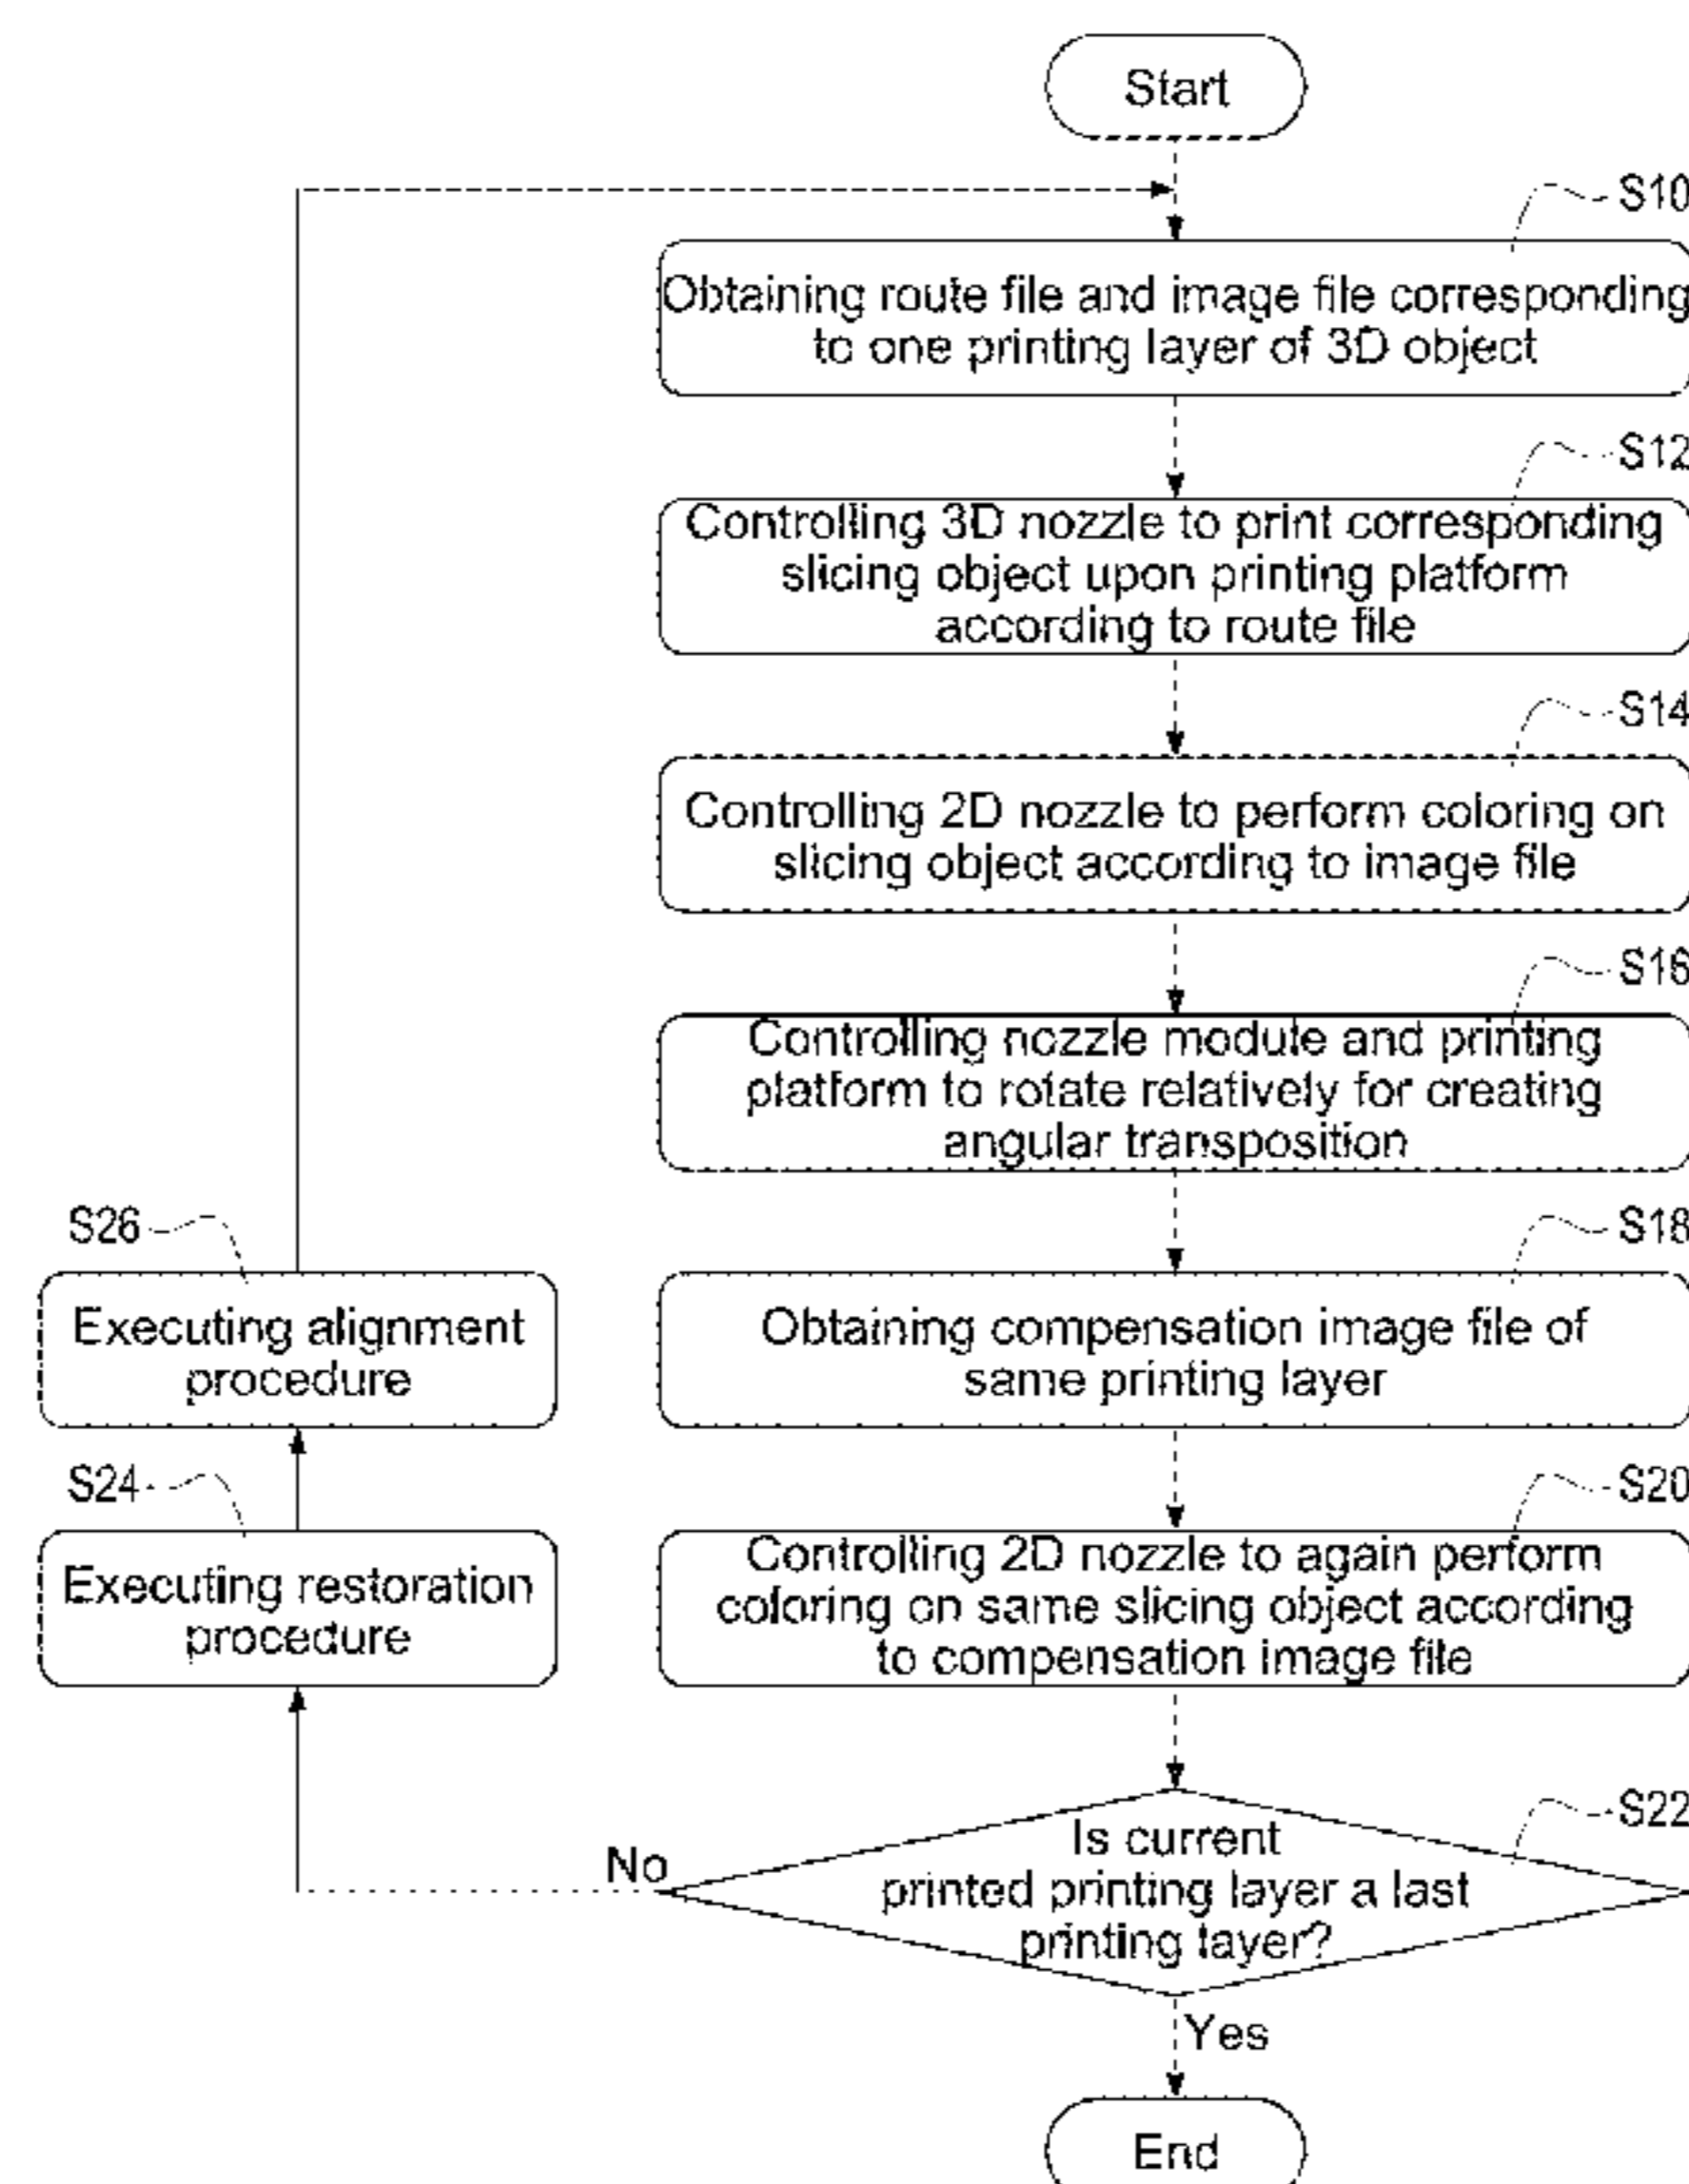 Start
S10
Obtaining route file and image file corresponding
to one printing layer of 3D object
S12
Controlling 3D nozzle to print corresponding
slicing object upon printing platform
according to route file
S14
Controlling 2D nozzle to perform coloring on
slicing object according to image file
S16
Controlling nozzle module and printing
platform to rotate relatively for creating
angular transposition
S26
S18
Executing alignment
procedure
Obtaining compensation image file of
same printing layer
S24
S20
Executing restoration
procedure
Controlling 2D nozzle to again perform
coloring on same slicing object according
to compensation image file
S22
No
Is current
printed printing layer a last
printing layer?
Yes
End